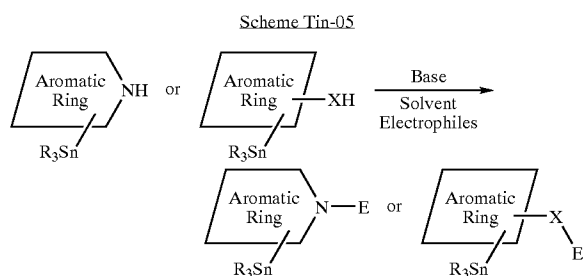 Scheme Tin-05
Aromatic Ring NH or Aromatic Ring XH Base
Solvent
Electrophiles
R₃Sn R₃Sn
Aromatic Ring N—E or Aromatic Ring X
E
R₃Sn R₃Sn